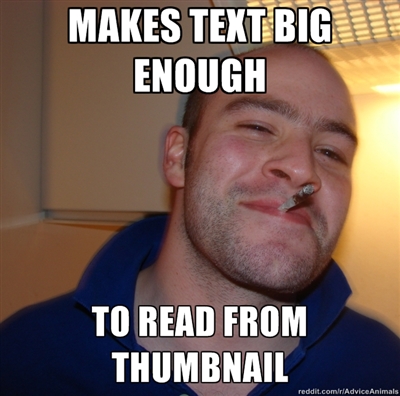 MAKES TEXT BIG
ENOUGH
TO READ FROM
THUMBNAIL
reddit.com/r/AdviceAnimals